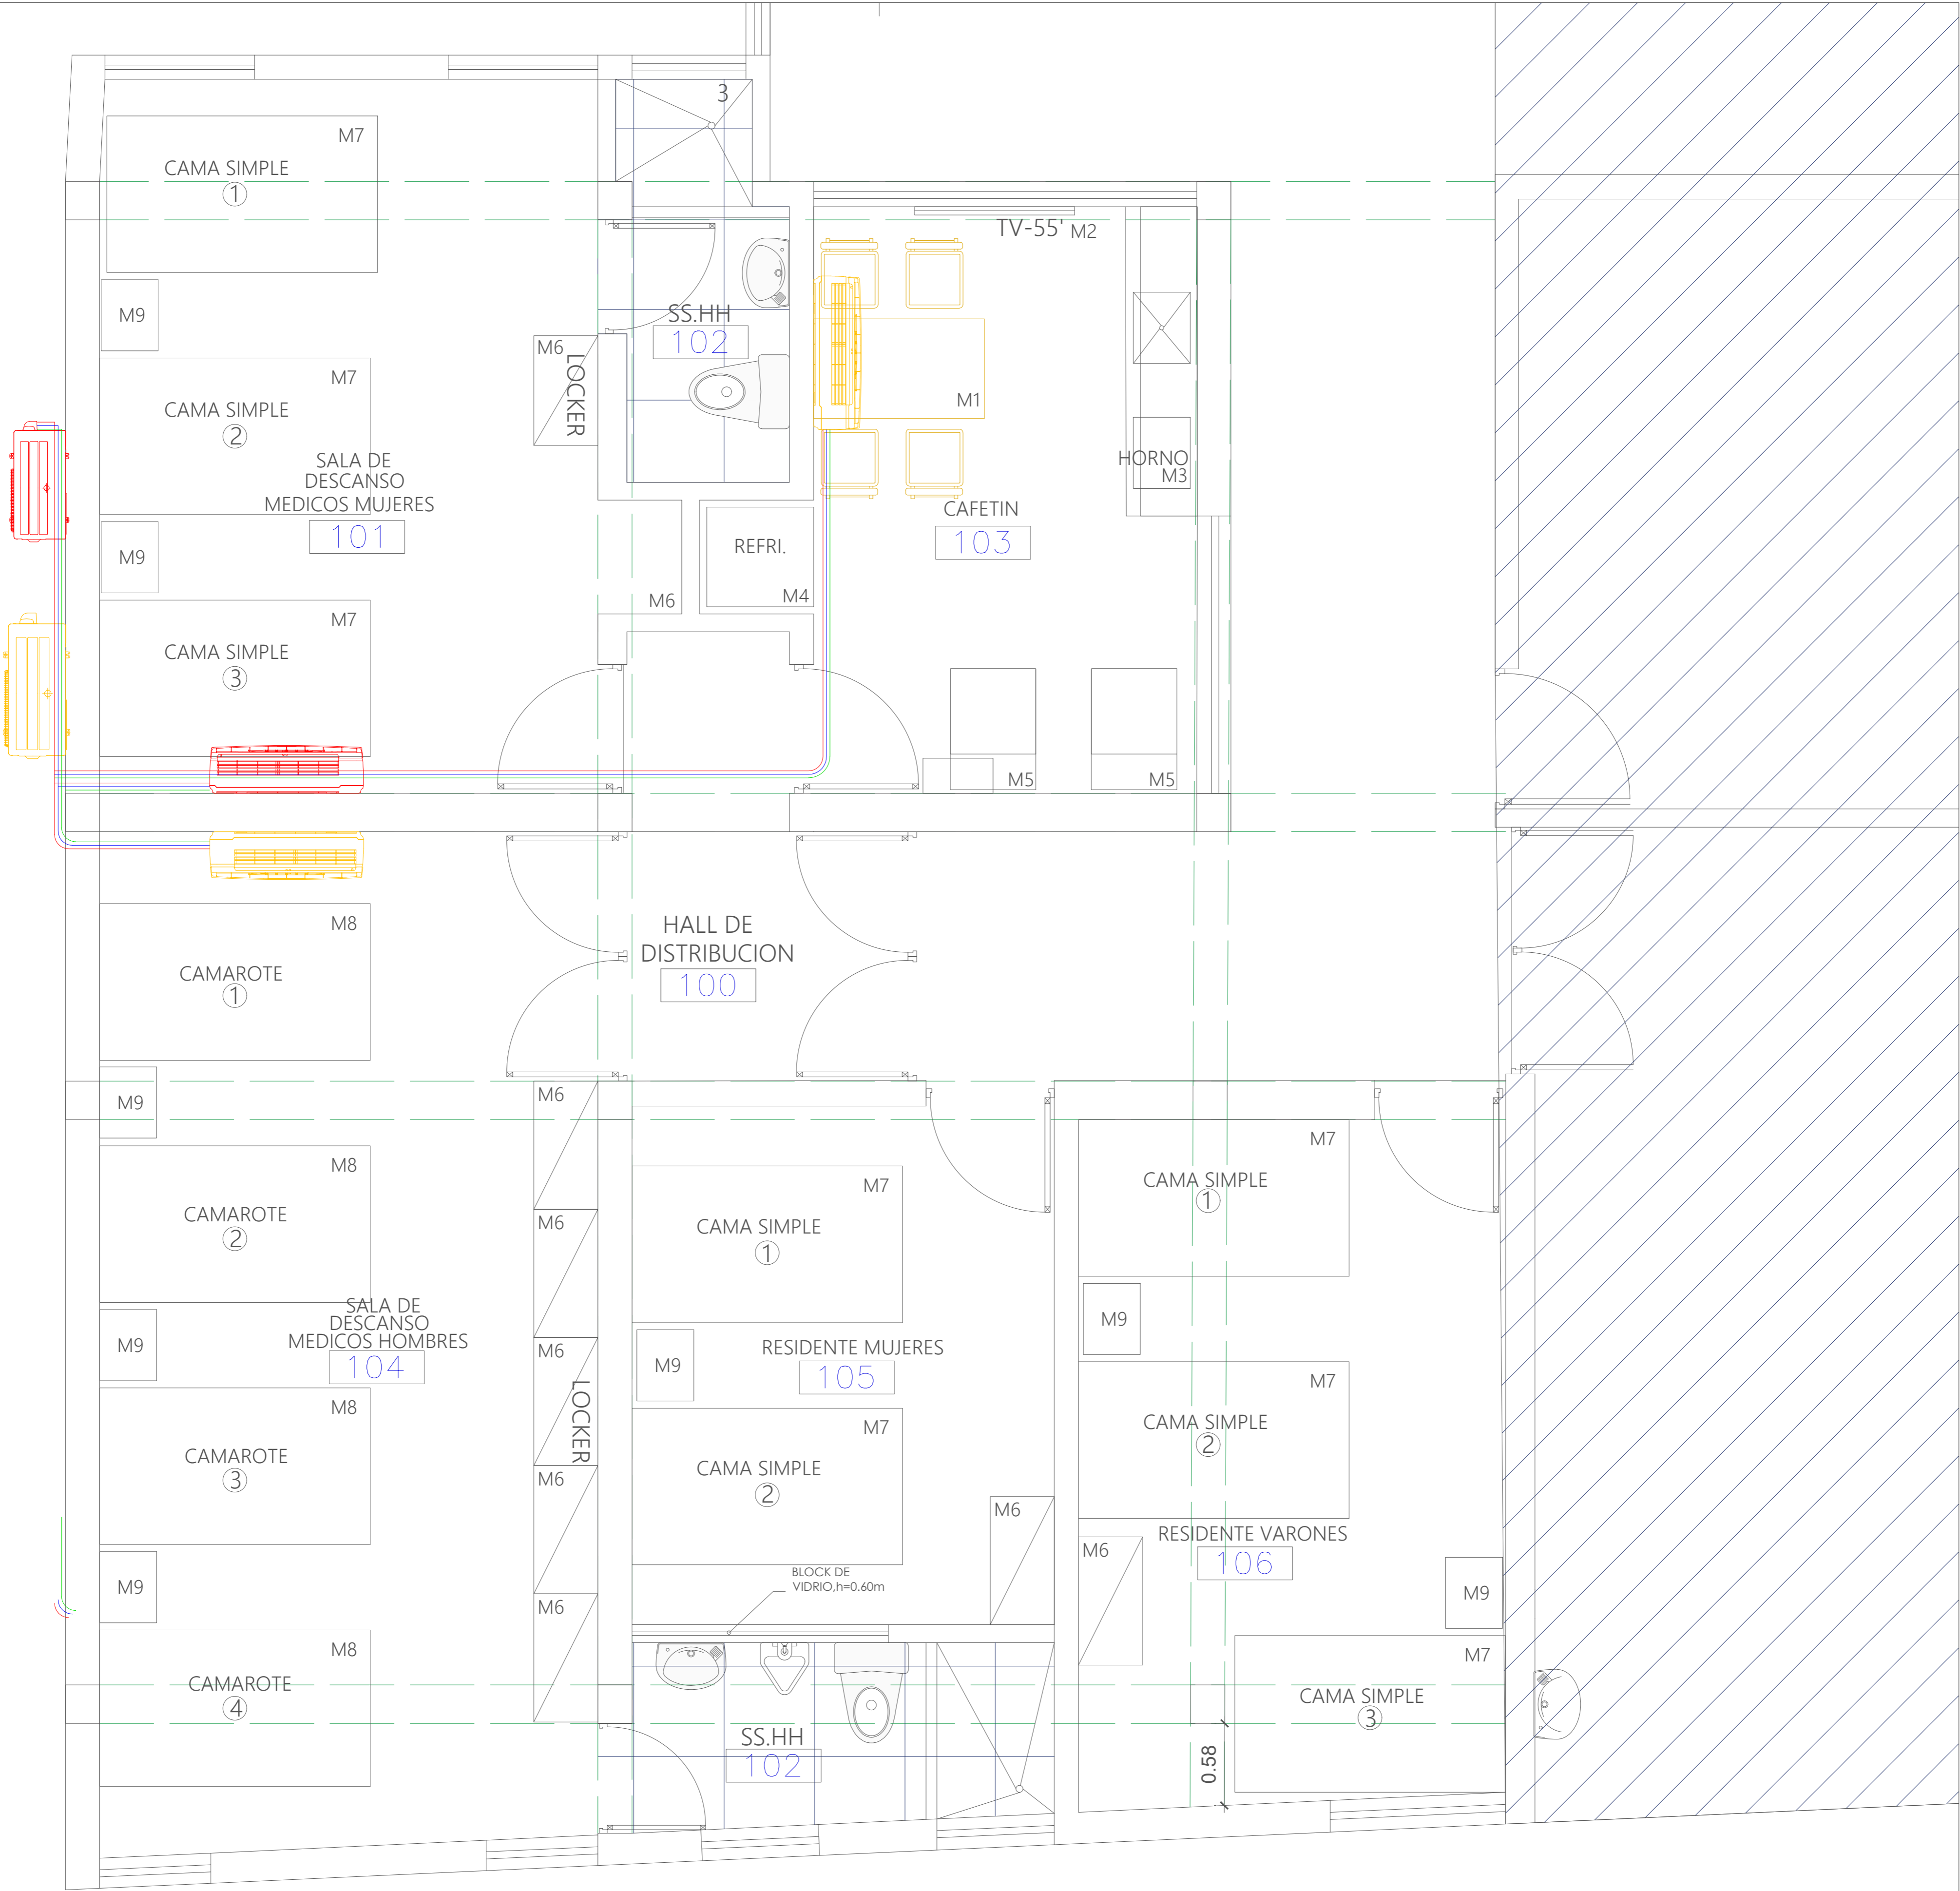 3
M7
CAMA SIMPLE
1
TV-55' M2
M9
SS.HH
102
M6
LOCKER
M7
CAMA SIMPLE
2
M1
SALA DE
DESCANSO
MEDICOS MUJERES
101
HORNO
M3
CAFETIN
103
M9
REFRI.
M4
M6
M7
CAMA SIMPLE
3
M5
M5
M8
CAMAROTE
1
HALL DE
DISTRIBUCION
100
M9
M6
M8
CAMAROTE
2
M6
M7
CAMA SIMPLE
1
M7
CAMA SIMPLE
1
SALA DE
DESCANSO
MEDICOS HOMBRES
104
M9
M6
LOCKER
RESIDENTE MUJERES
105
M9
M9
M8
CAMAROTE
3
M6
M7
CAMA SIMPLE
2
M7
CAMA SIMPLE
2
M6
RESIDENTE VARONES
106
M6
M9
M9
M6
BLOCK DE
VIDRIO,h=0.60m
M8
CAMAROTE
4
SS.HH
102
M7
CAMA SIMPLE
3
0.58